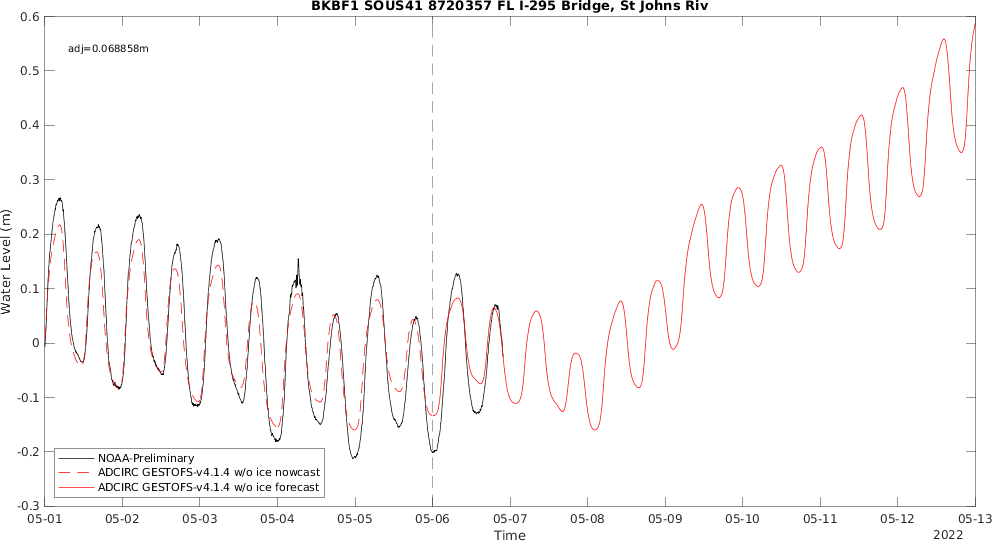 BKBF1 SOUS41 8720357 FL I-295 Bridge, St Johns Riv
adj=0.068858m
0.6
0.5
0.4
0.3
0.2
0.1
0
-0.1
-0.2
-0.3
Water Level (m)
NOAA-Preliminary
ADCIRC GESTOFS-v4.1.4 w/o ice nowcast
ADCIRC GESTOFS-v4.1.4 w/o ice forecast
05-01 05-02 05-03 05-04 05-05 05-06 05-07 05-08 05-09 05-10 05-11 05-12 05-13
Time
2022